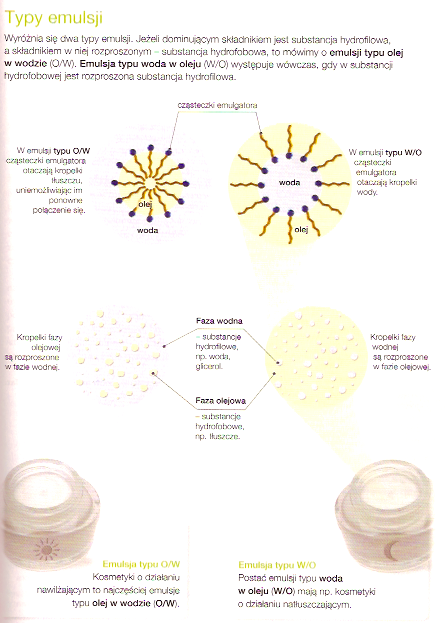 Typy emulsji
Wyróżnia się dwa typy emulsji. Jeżeli dominującym składnikiem jest substancja hydrofilowa,
a składnikiem w niej rozproszonym – substancja hydrofobowa, to mówimy o emulsji typu olej
w wodzie (O/W). Emulsja typu woda w oleju (W/O) występuje wówczas, gdy w substancji
hydrofobowej jest rozproszona substancja hydrofilowa.
cząsteczki emulgatora
W emulsji typu O/W
cząsteczki emulgatora
otaczają kropelki
tłuszczu,
uniemożliwiając im
ponowne
połączenie się.
olej
woda
woda
olej
W emulsji typu W/O
cząsteczki
emulgatora
otaczają kropelki
wody.
Kropelki fazy
olejowej
są rozproszone
w fazie wodnej.
Faza wodna
– substancje
hydrofilowe,
np. woda,
glicerol.
Faza olejowa
– substancje
hydrofobowe,
np. tłuszcze.
Kropelki fazy
wodnej
są rozproszone
w fazie olejowej.
Emulsja typu O/W
Kosmetyki o działaniu
nawilżającym to najczęściej emulsje
typu olej w wodzie (O/W).
Emulsja typu W/O
Postać emulsji typu woda
w oleju (W/O) mają np. kosmetyki
o działaniu natłuszczającym.